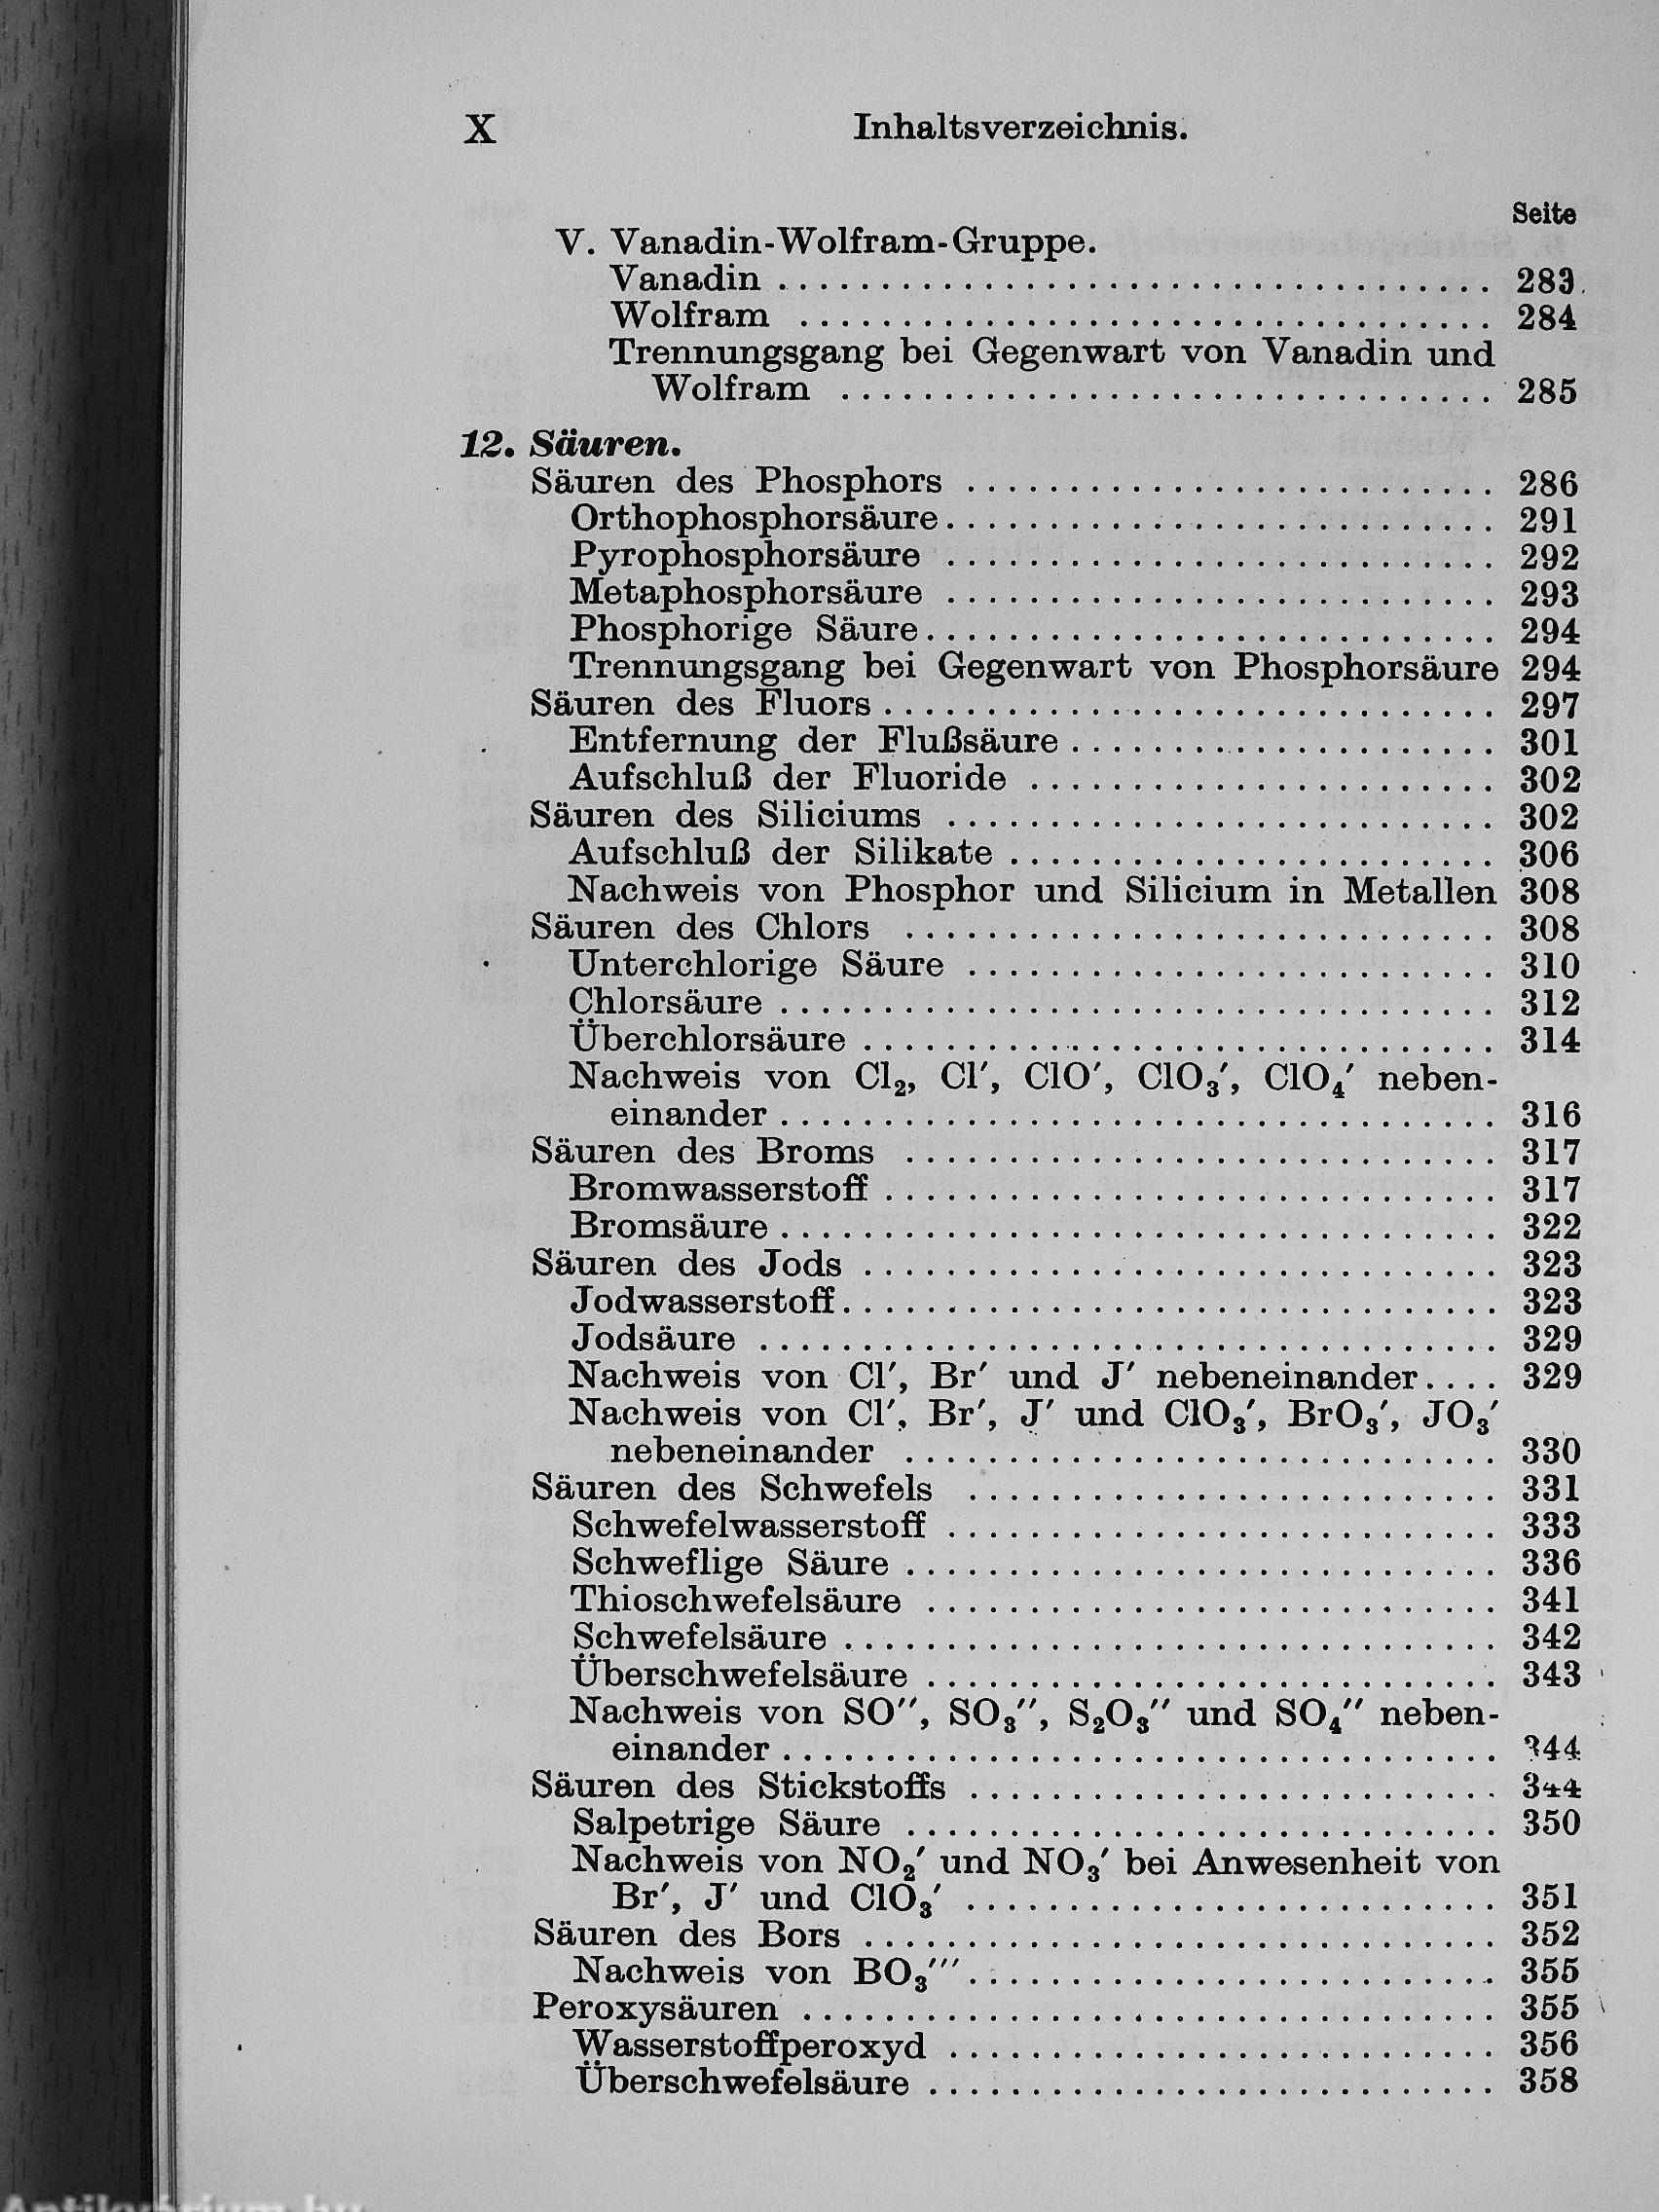 X Inhaltsverzeichnis.
Seite
V. Vanadin-Wolfram-Gruppe.
Vanadin . . . . . . . . . . 283
Wolfram . . . . . . . . . . 284
Trennungsgang bei Gegenwart von Vanadin und
Wolfram . . . . . . . . . . 285
12. Säuren.
Säuren des Phosphors . . . . . . . . . . 286
Orthophosphorsäure . . . . . . . . . . 291
Pyrophosphorsäure . . . . . . . . . . 292
Metaphosphorsäure . . . . . . . . . . 293
Phosphorige Säure . . . . . . . . . . 294
Trennungsgang bei Gegenwart von Phosphorsäure 294
Säuren des Fluors . . . . . . . . . . 297
Entfernung der Flußsäure . . . . . . . . . . 301
Aufschluß der Fluoride . . . . . . . . . . 302
Säuren des Siliciums . . . . . . . . . . 302
Aufschluß der Silikate . . . . . . . . . . 306
Nachweis von Phosphor und Silicium in Metallen 308
Säuren des Chlors . . . . . . . . . . 308
Unterchlorige Säure . . . . . . . . . . 310
Chlorsäure . . . . . . . . . . 312
Überchlorsäure . . . . . . . . . . 314
Nachweis von Cl₂, Cl′, ClO′, ClO₃′, ClO₄′ neben-
einander . . . . . . . . . . 316
Säuren des Broms . . . . . . . . . . 317
Bromwasserstoff . . . . . . . . . . 317
Bromsäure . . . . . . . . . . 322
Säuren des Jods . . . . . . . . . . 323
Jodwasserstoff . . . . . . . . . . 323
Jodsäure . . . . . . . . . . 329
Nachweis von Cl′, Br′ und J′ nebeneinander . . . . 329
Nachweis von Cl′, Br′, J′ und ClO₃′, BrO₃′, JO₃′
nebeneinander . . . . . . . . . . 330
Säuren des Schwefels . . . . . . . . . . 331
Schwefelwasserstoff . . . . . . . . . . 333
Schweflige Säure . . . . . . . . . . 336
Thioschwefelsäure . . . . . . . . . . 341
Schwefelsäure . . . . . . . . . . 342
Überschwefelsäure . . . . . . . . . . 343
Nachweis von SO′′, SO₃′′, S₂O₃′′ und SO₄′′ neben-
einander . . . . . . . . . . 344
Säuren des Stickstoffs . . . . . . . . . . 344
Salpetrige Säure . . . . . . . . . . 350
Nachweis von NO₂′ und NO₃′ bei Anwesenheit von
Br′, J′ und ClO₃′ . . . . . . . . . . 351
Säuren des Bors . . . . . . . . . . 352
Nachweis von BO₃′′′ . . . . . . . . . . 355
Peroxysäuren . . . . . . . . . . 355
Wasserstoffperoxyd . . . . . . . . . . 356
Überschwefelsäure . . . . . . . . . . 358